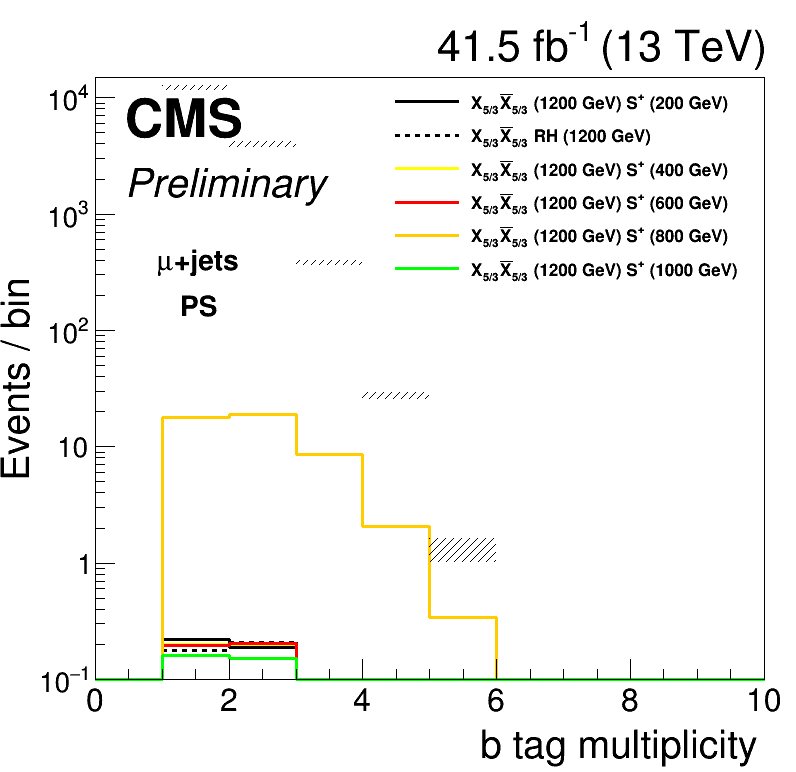 41.5 fb⁻¹ (13 TeV)
CMS
Preliminary
μ+jets
PS
X₅/₃X̅₅/₃ (1200 GeV) S⁺ (200 GeV)
X₅/₃X̅₅/₃ RH (1200 GeV)
X₅/₃X̅₅/₃ (1200 GeV) S⁺ (400 GeV)
X₅/₃X̅₅/₃ (1200 GeV) S⁺ (600 GeV)
X₅/₃X̅₅/₃ (1200 GeV) S⁺ (800 GeV)
X₅/₃X̅₅/₃ (1200 GeV) S⁺ (1000 GeV)
Events / bin
10⁴
10³
10²
10
1
10⁻¹
0 2 4 6 8 10
b tag multiplicity